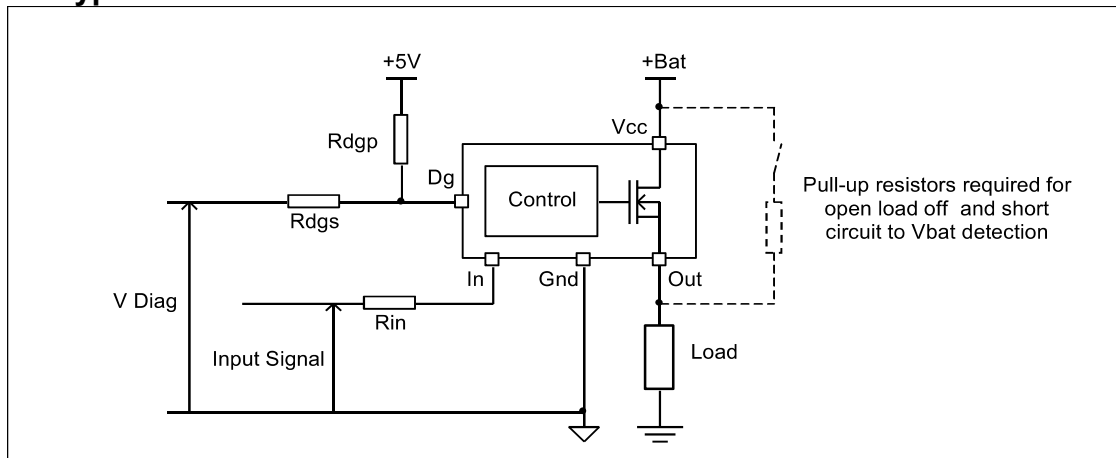 +5V
+Bat
Rdgp
Vcc
Dg
Control
Rdgs
Pull-up resistors required for
open load off and short
circuit to Vbat detection
In
Gnd
Out
V Diag
Rin
Input Signal
Load